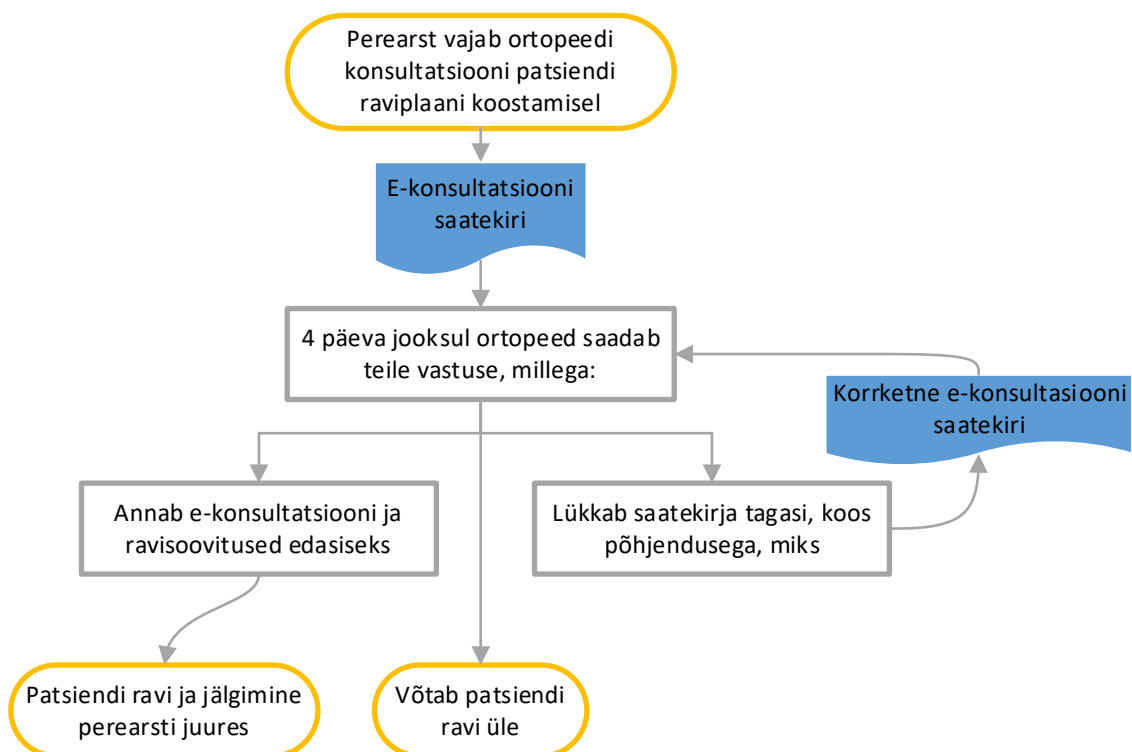 Perearst vajab ortopeedi
konsultatsiooni patsiendi
raviplaani koostamisel
E-konsultatsiooni
saatekiri
4 päeva jooksul ortopeed saadab
teile vastuse, millega:
Korrketne e-konsultasiooni
saatekiri
Annab e-konsultatsiooni ja
ravisoovitused edasiseks
Lükkab saatekirja tagasi, koos
põhjendusega, miks
Patsiendi ravi ja jälgimine
perearsti juures
Võtab patsiendi
ravi üle